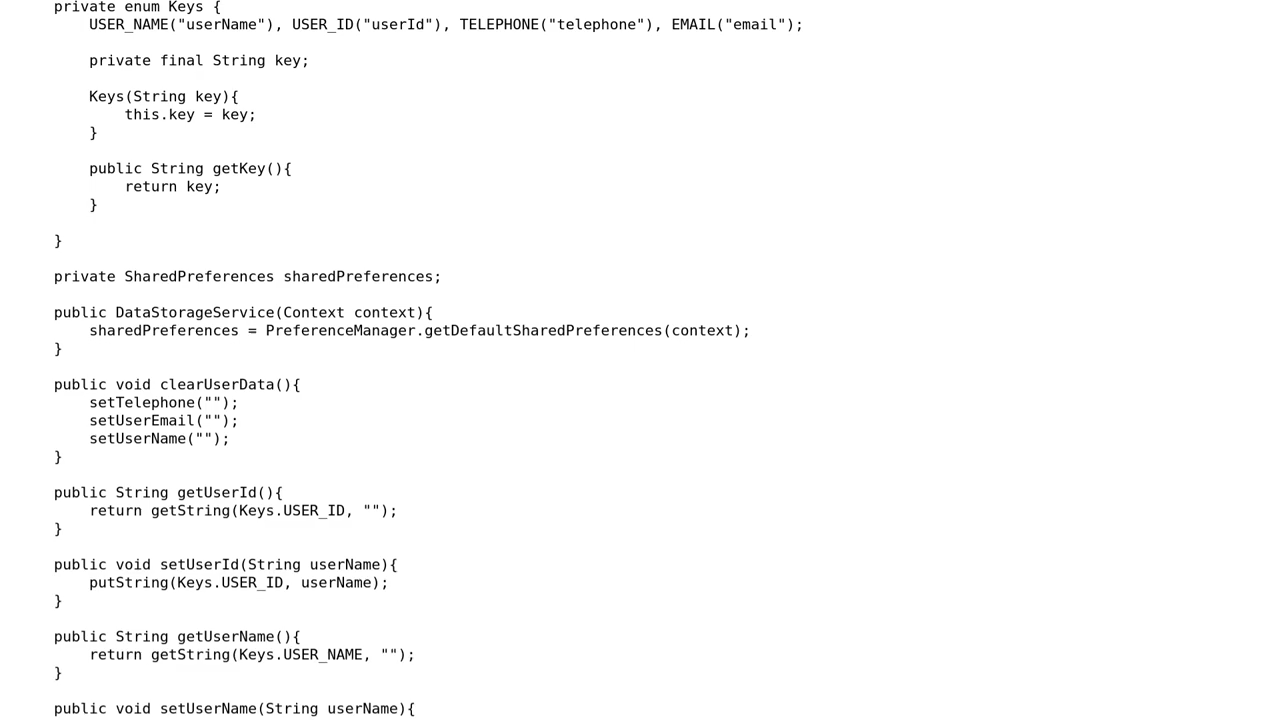 private enum Keys {
USER_NAME("userName"), USER_ID("userId"), TELEPHONE("telephone"), EMAIL("email");
private final String key;
Keys(String key){
this.key = key;
}
public String getKey(){
return key;
}
}
private SharedPreferences sharedPreferences;
public DataStorageService(Context context){
sharedPreferences = PreferenceManager.getDefaultSharedPreferences(context);
}
public void clearUserData(){
setTelephone("");
setUserEmail("");
setUserName("");
}
public String getUserId(){
return getString(Keys.USER_ID, "");
}
public void setUserId(String userName){
putString(Keys.USER_ID, userName);
}
public String getUserName(){
return getString(Keys.USER_NAME, "");
}
public void setUserName(String userName){